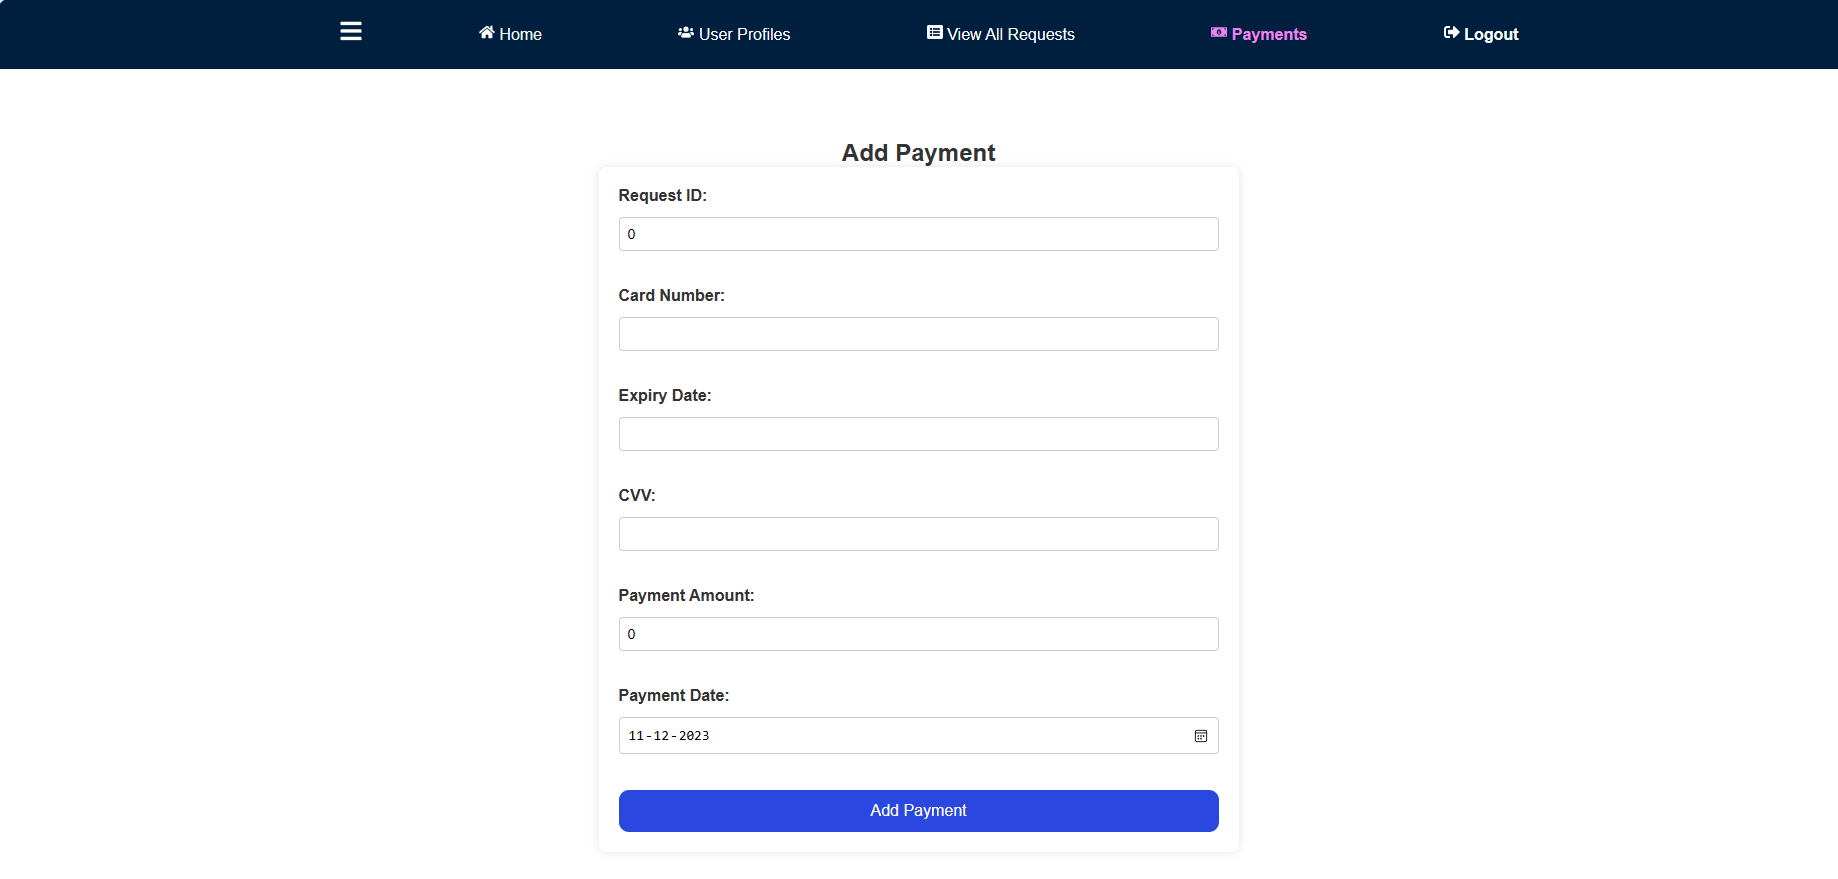 Home User Profiles View All Requests Payments Logout
Add Payment
Request ID:
0
Card Number:
Expiry Date:
CVV:
Payment Amount:
0
Payment Date:
11-12-2023
Add Payment